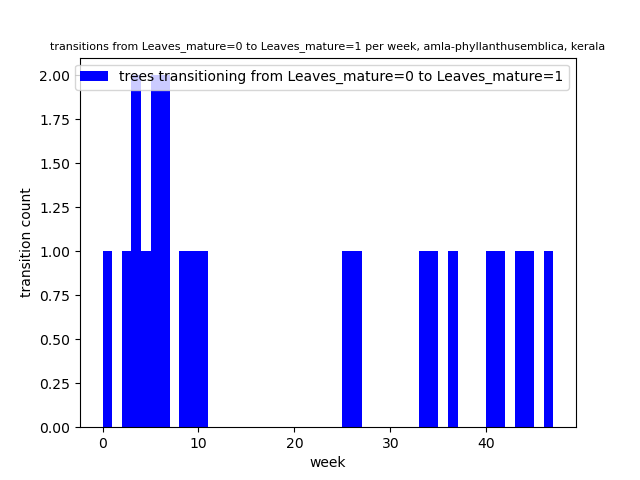 transitions from Leaves_mature=0 to Leaves_mature=1 per week, amla-phyllanthusemblica, kerala
trees transitioning from Leaves_mature=0 to Leaves_mature=1
2.00
1.75
1.50
1.25
1.00
0.75
0.50
0.25
0.00
transition count
0 10 20 30 40
week